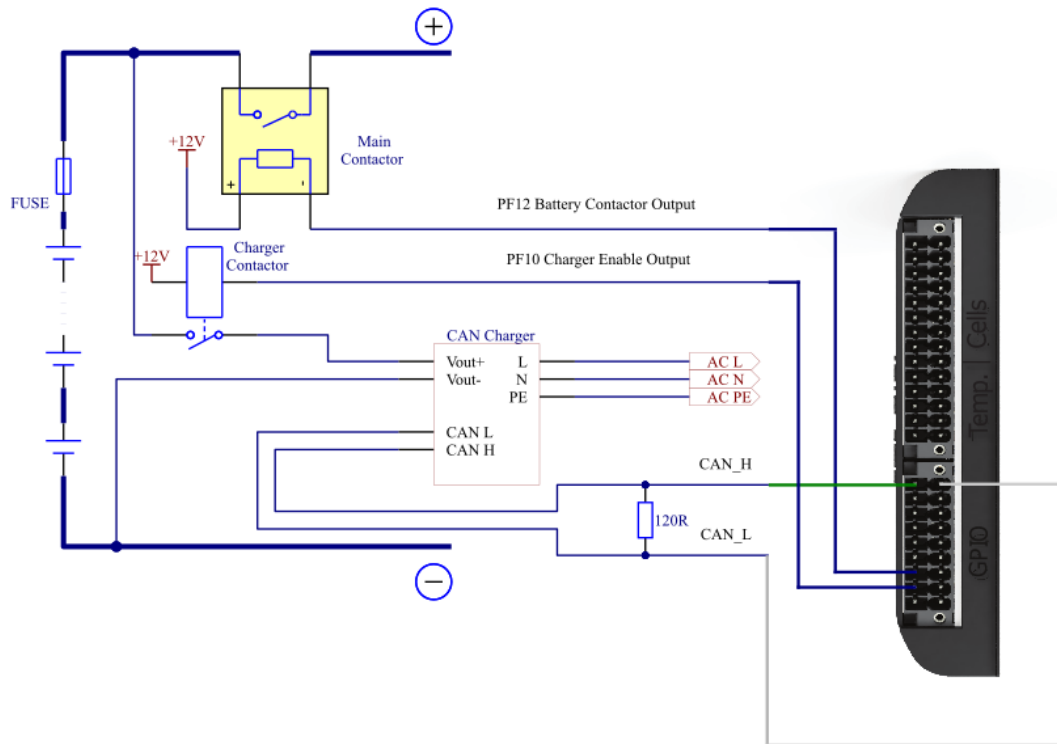 +
+12V
Main
Contactor
+ -
FUSE
PF12 Battery Contactor Output
Charger
Contactor
+12V
PF10 Charger Enable Output
CAN Charger
Vout+ L AC L
Vout- N AC N
PE AC PE
CAN L
CAN H
CAN_H
120R
CAN_L
−
Temp. | Cells
GPIO